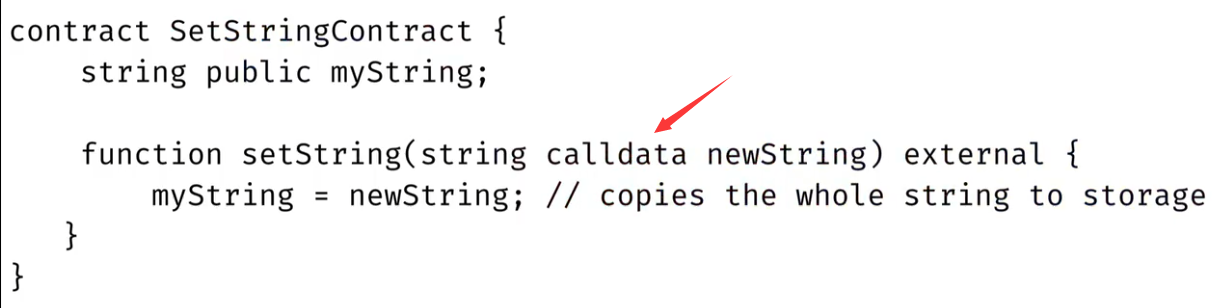 contract SetStringContract {
    string public myString;
    function setString(string calldata newString) external {
        myString = newString; // copies the whole string to storage
    }
}